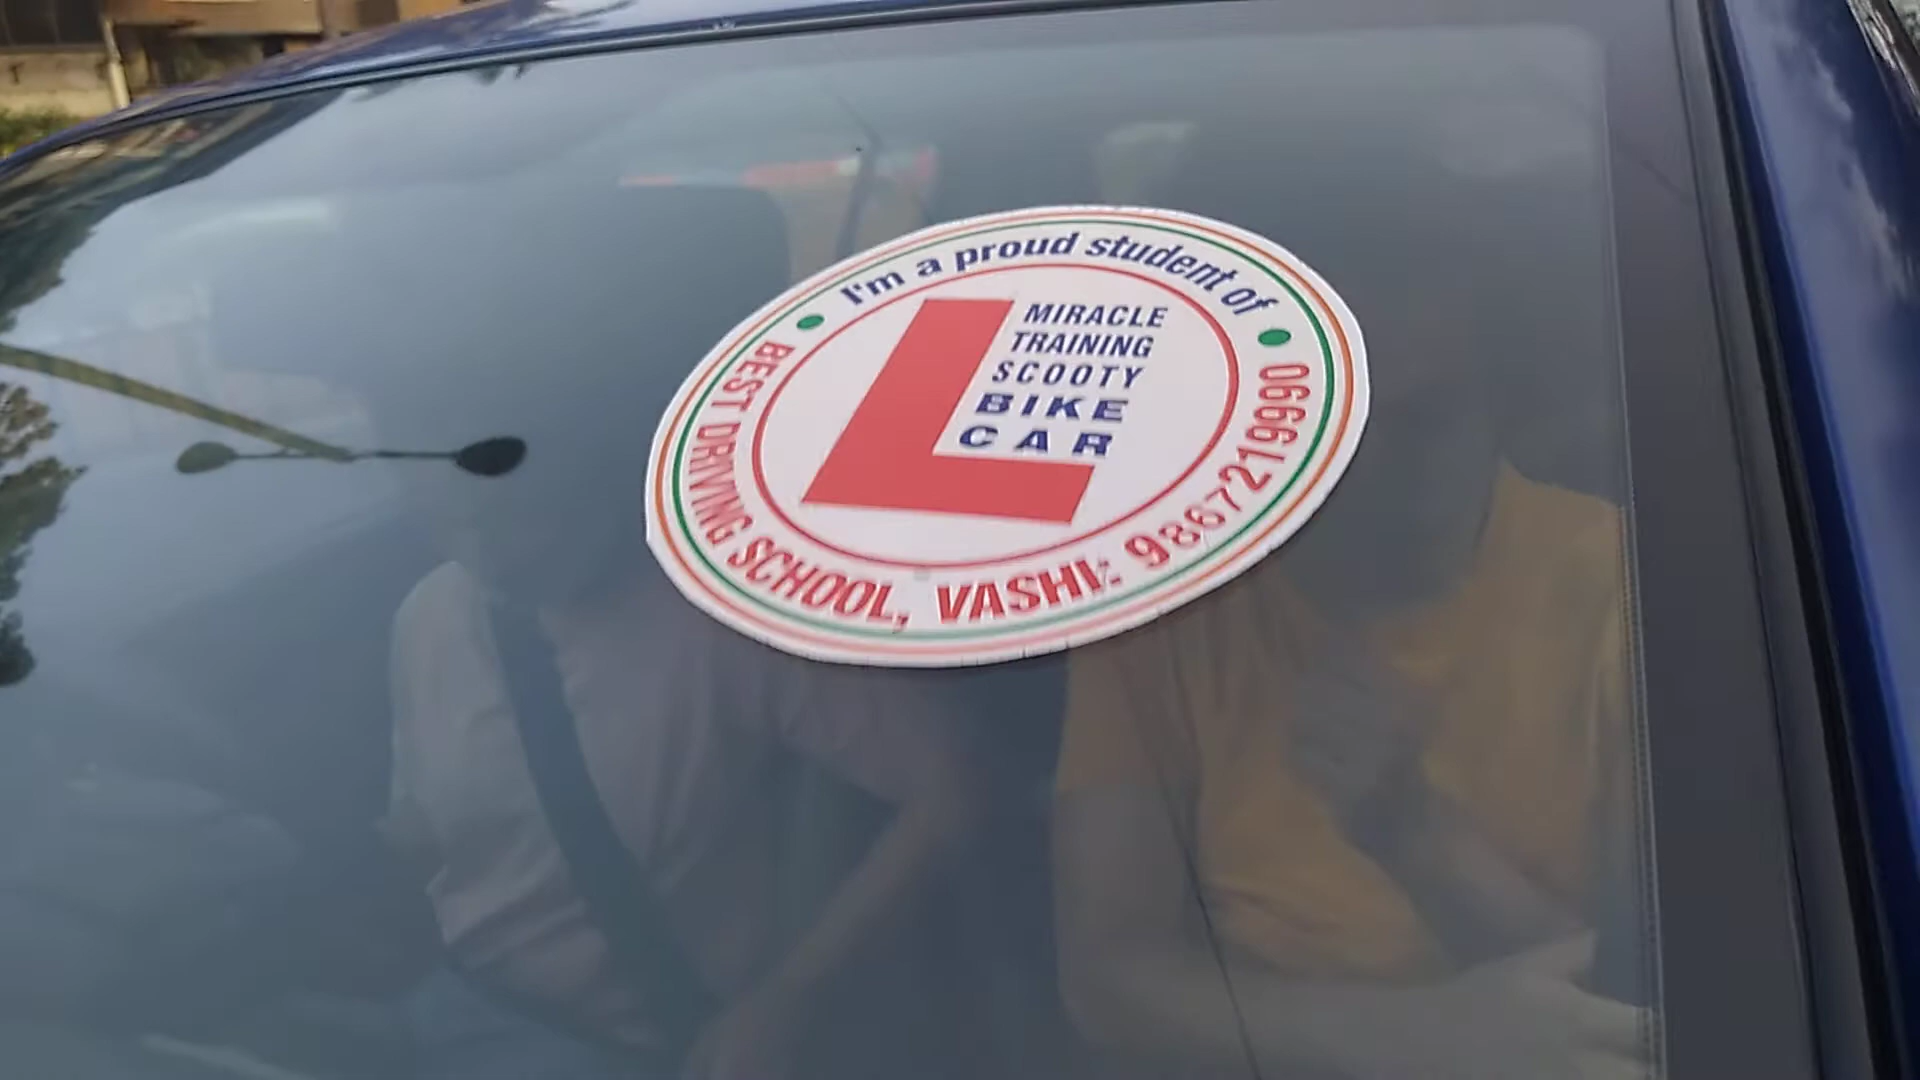 I'm a proud student of
L
MIRACLE
TRAINING
SCOOTY
BIKE
CAR
BEST DRIVING SCHOOL, VASHI: 9867219990